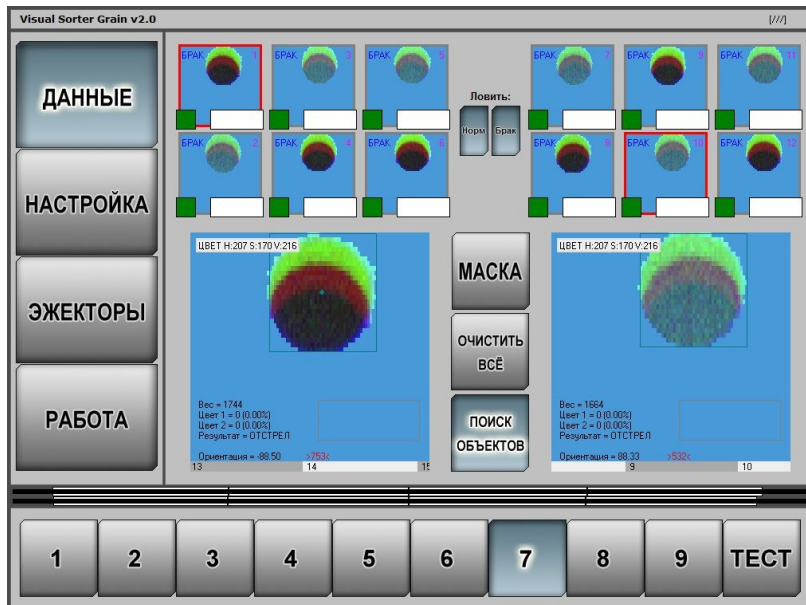 Visual Sorter Grain v2.0
[///]
ДАННЫЕ
НАСТРОЙКА
ЭЖЕКТОРЫ
РАБОТА
БРАК 1
БРАК 3
БРАК 5
БРАК 2
БРАК 4
БРАК 6
Ловить:
Норм
Брак
БРАК 7
БРАК 9
БРАК 11
БРАК 8
БРАК 10
БРАК 12
ЦВЕТ H:207 S:170 V:216
Вес = 1744
Цвет 1 = 0 (0.00%)
Цвет 2 = 0 (0.00%)
Результат = ОТСТРЕЛ
Ориентация = -88.50 >753<
13 14 15
МАСКА
ОЧИСТИТЬ
ВСЁ
ПОИСК
ОБЪЕКТОВ
ЦВЕТ H:207 S:170 V:216
Вес = 1664
Цвет 1 = 0 (0.00%)
Цвет 2 = 0 (0.00%)
Результат = ОТСТРЕЛ
Ориентация = 88.33 >532<
9 10
1 2 3 4 5 6 7 8 9 ТЕСТ